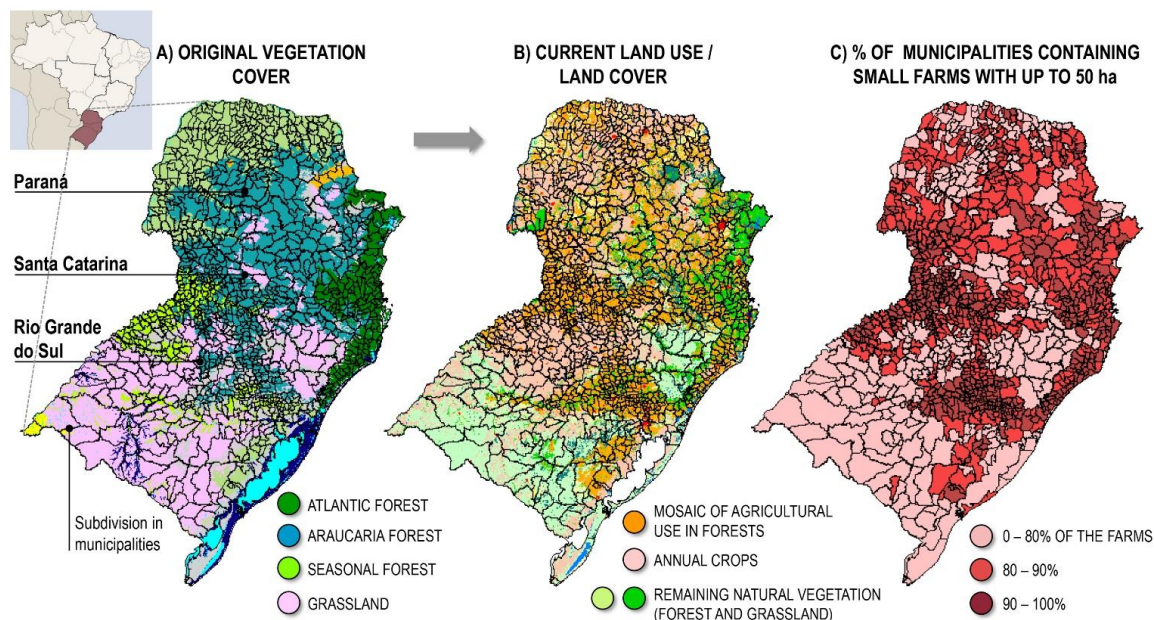 A) ORIGINAL VEGETATION
COVER
B) CURRENT LAND USE /
LAND COVER
C) % OF MUNICIPALITIES CONTAINING
SMALL FARMS WITH UP TO 50 ha
Paraná
Santa Catarina
Rio Grande
do Sul
Subdivision in
municipalities
ATLANTIC FOREST
ARAUCARIA FOREST
SEASONAL FOREST
GRASSLAND
MOSAIC OF AGRICULTURAL
USE IN FORESTS
ANNUAL CROPS
REMAINING NATURAL VEGETATION
(FOREST AND GRASSLAND)
0 – 80% OF THE FARMS
80 – 90%
90 – 100%